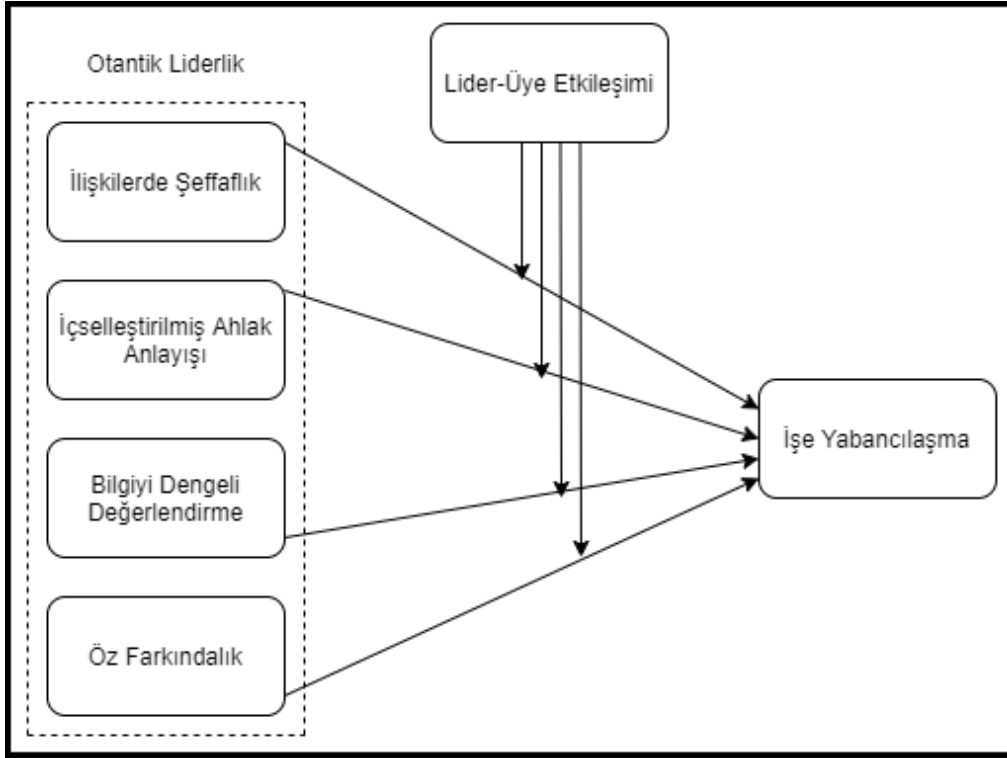 Otantik Liderlik
Lider-Üye Etkileşimi
İlişkilerde Şeffaflık
İçselleştirilmiş Ahlak
Anlayışı
Bilgiyi Dengeli
Değerlendirme
Öz Farkındalık
İşe Yabancılaşma